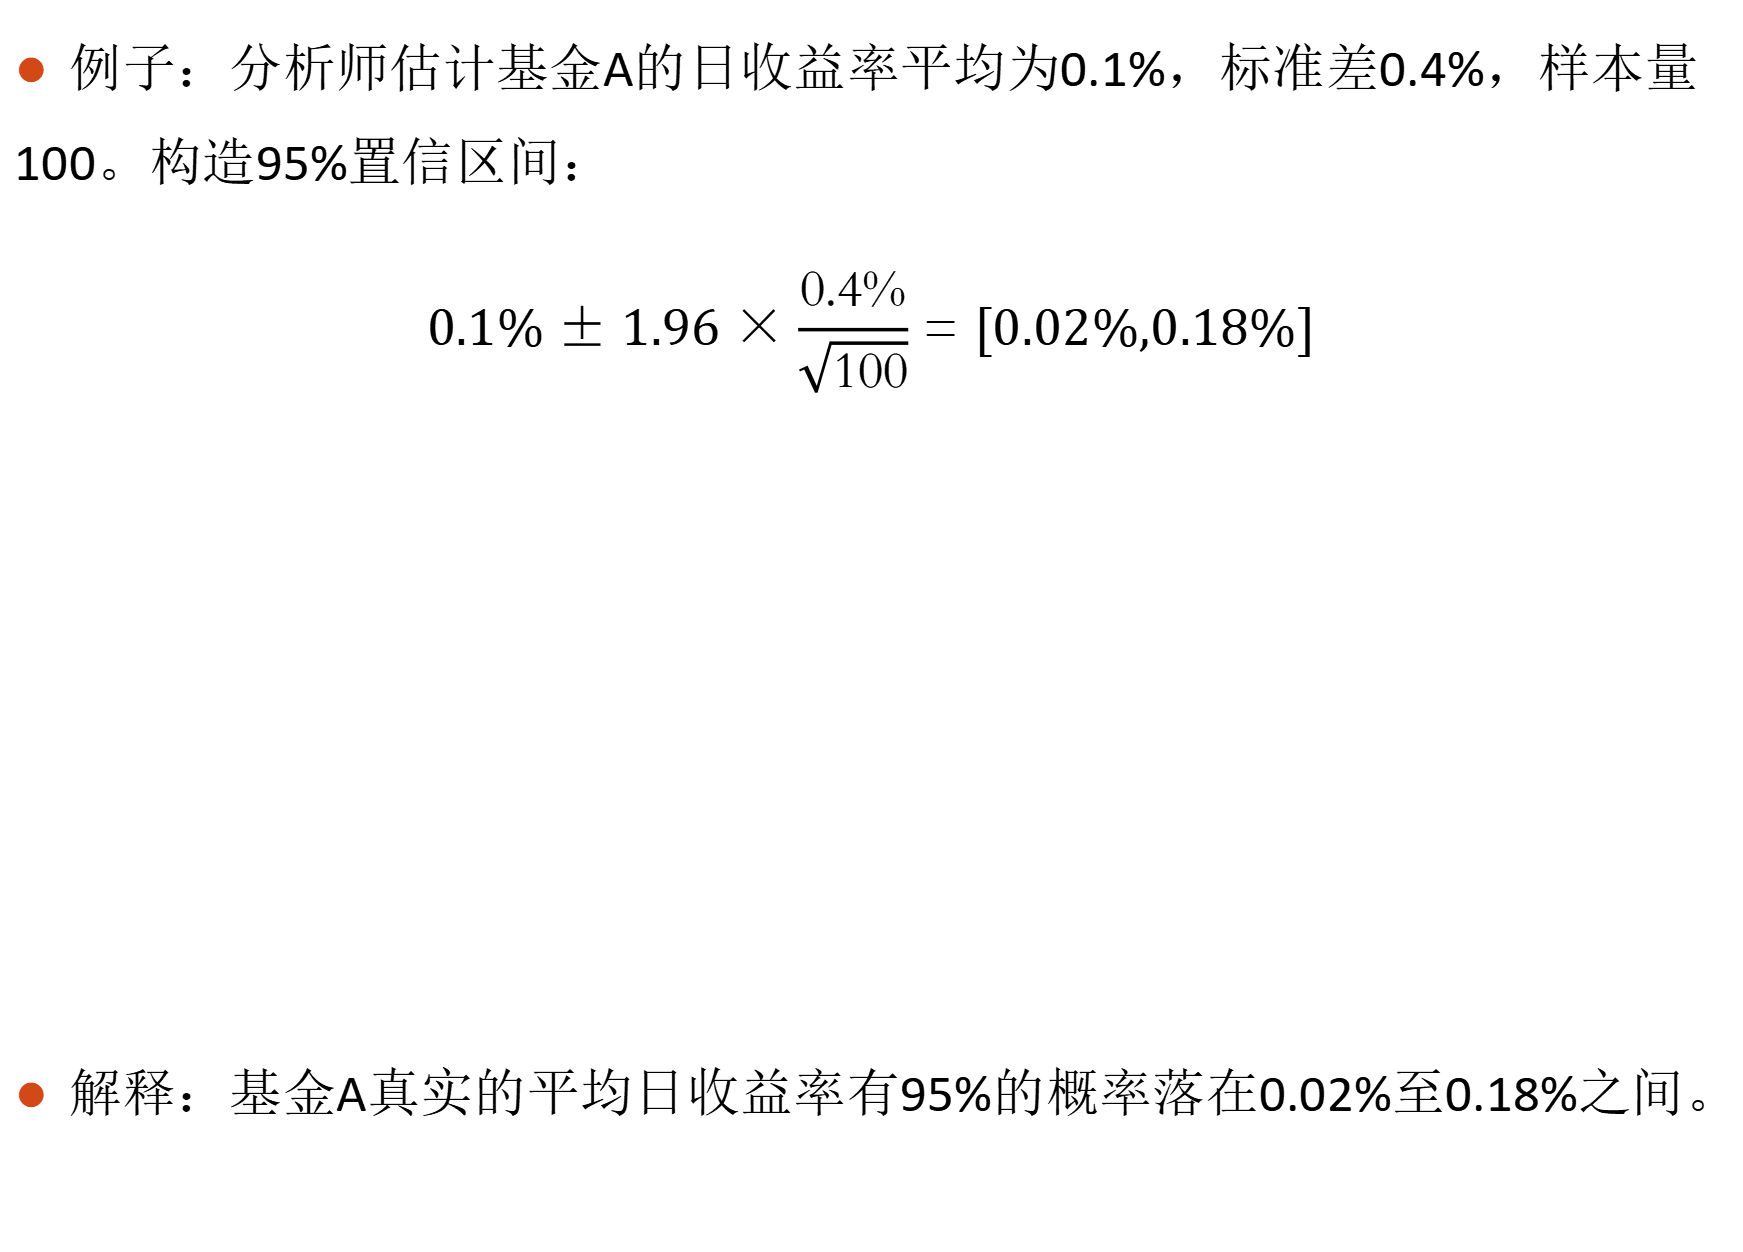 ● 例子：分析师估计基金A的日收益率平均为0.1%，标准差0.4%，样本量
100。构造95%置信区间：
0.1% ± 1.96 × 0.4%/√100 = [0.02%,0.18%]
● 解释：基金A真实的平均日收益率有95%的概率落在0.02%至0.18%之间。